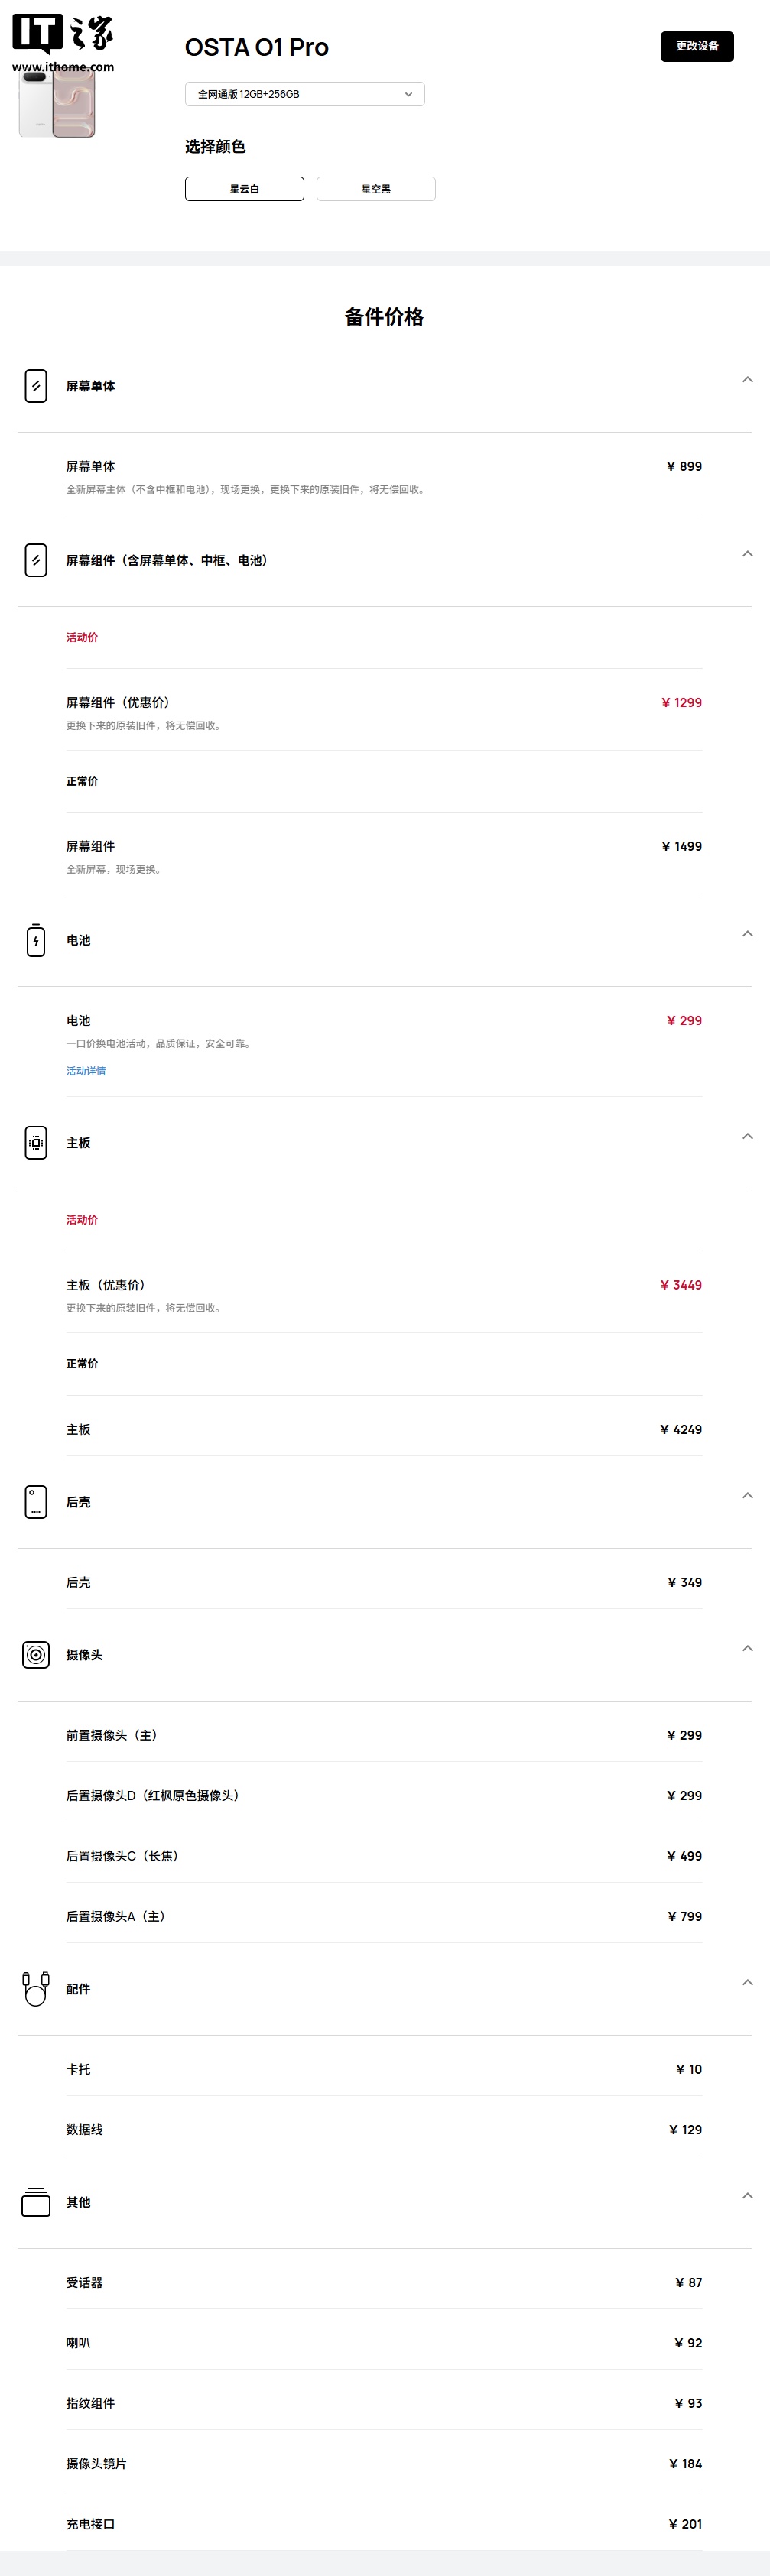 IT之家
www.ithome.com
OSTA O1 Pro
更改设备
全网通版 12GB+256GB
选择颜色
星云白
星空黑
备件价格
屏幕单体
屏幕单体
¥ 899
全新屏幕主体（不含中框和电池），现场更换，更换下来的原装旧件，将无偿回收。
屏幕组件（含屏幕单体、中框、电池）
活动价
屏幕组件（优惠价）
¥ 1299
更换下来的原装旧件，将无偿回收。
正常价
屏幕组件
¥ 1499
全新屏幕，现场更换。
电池
电池
¥ 299
一口价换电池活动，品质保证，安全可靠。
活动详情
主板
活动价
主板（优惠价）
¥ 3449
更换下来的原装旧件，将无偿回收。
正常价
主板
¥ 4249
后壳
后壳
¥ 349
摄像头
前置摄像头（主）
¥ 299
后置摄像头D（红枫原色摄像头）
¥ 299
后置摄像头C（长焦）
¥ 499
后置摄像头A（主）
¥ 799
配件
卡托
¥ 10
数据线
¥ 129
其他
受话器
¥ 87
喇叭
¥ 92
指纹组件
¥ 93
摄像头镜片
¥ 184
充电接口
¥ 201